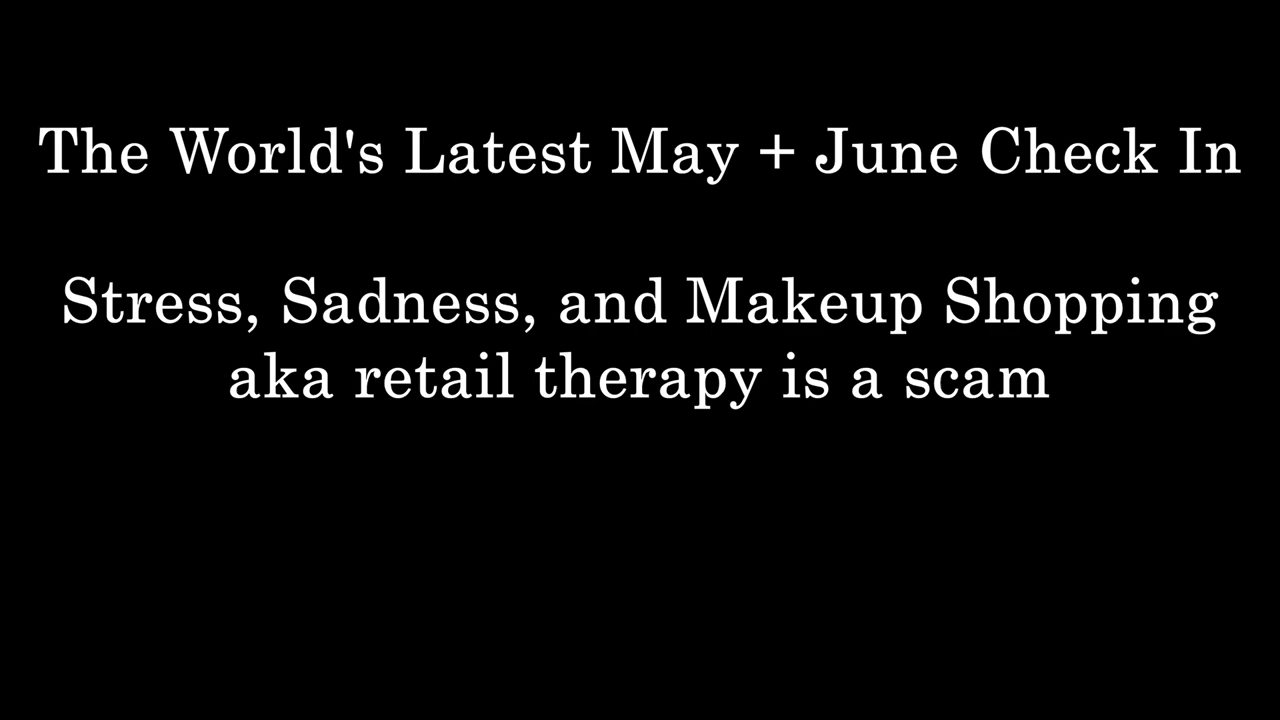 The World's Latest May + June Check In
Stress, Sadness, and Makeup Shopping
aka retail therapy is a scam